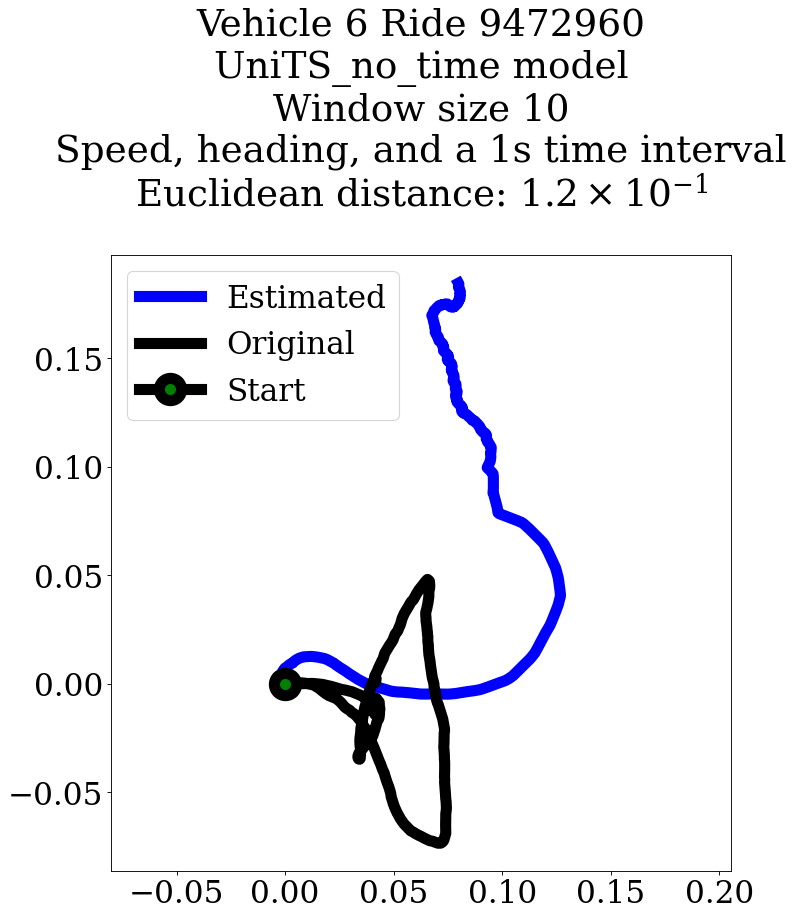 Vehicle 6 Ride 9472960
UniTS_no_time model
Window size 10
Speed, heading, and a 1s time interval
Euclidean distance: $1.2 \times 10^{-1}$
Estimated
Original
Start
0.15
0.10
0.05
0.00
−0.05
−0.05 0.00 0.05 0.10 0.15 0.20